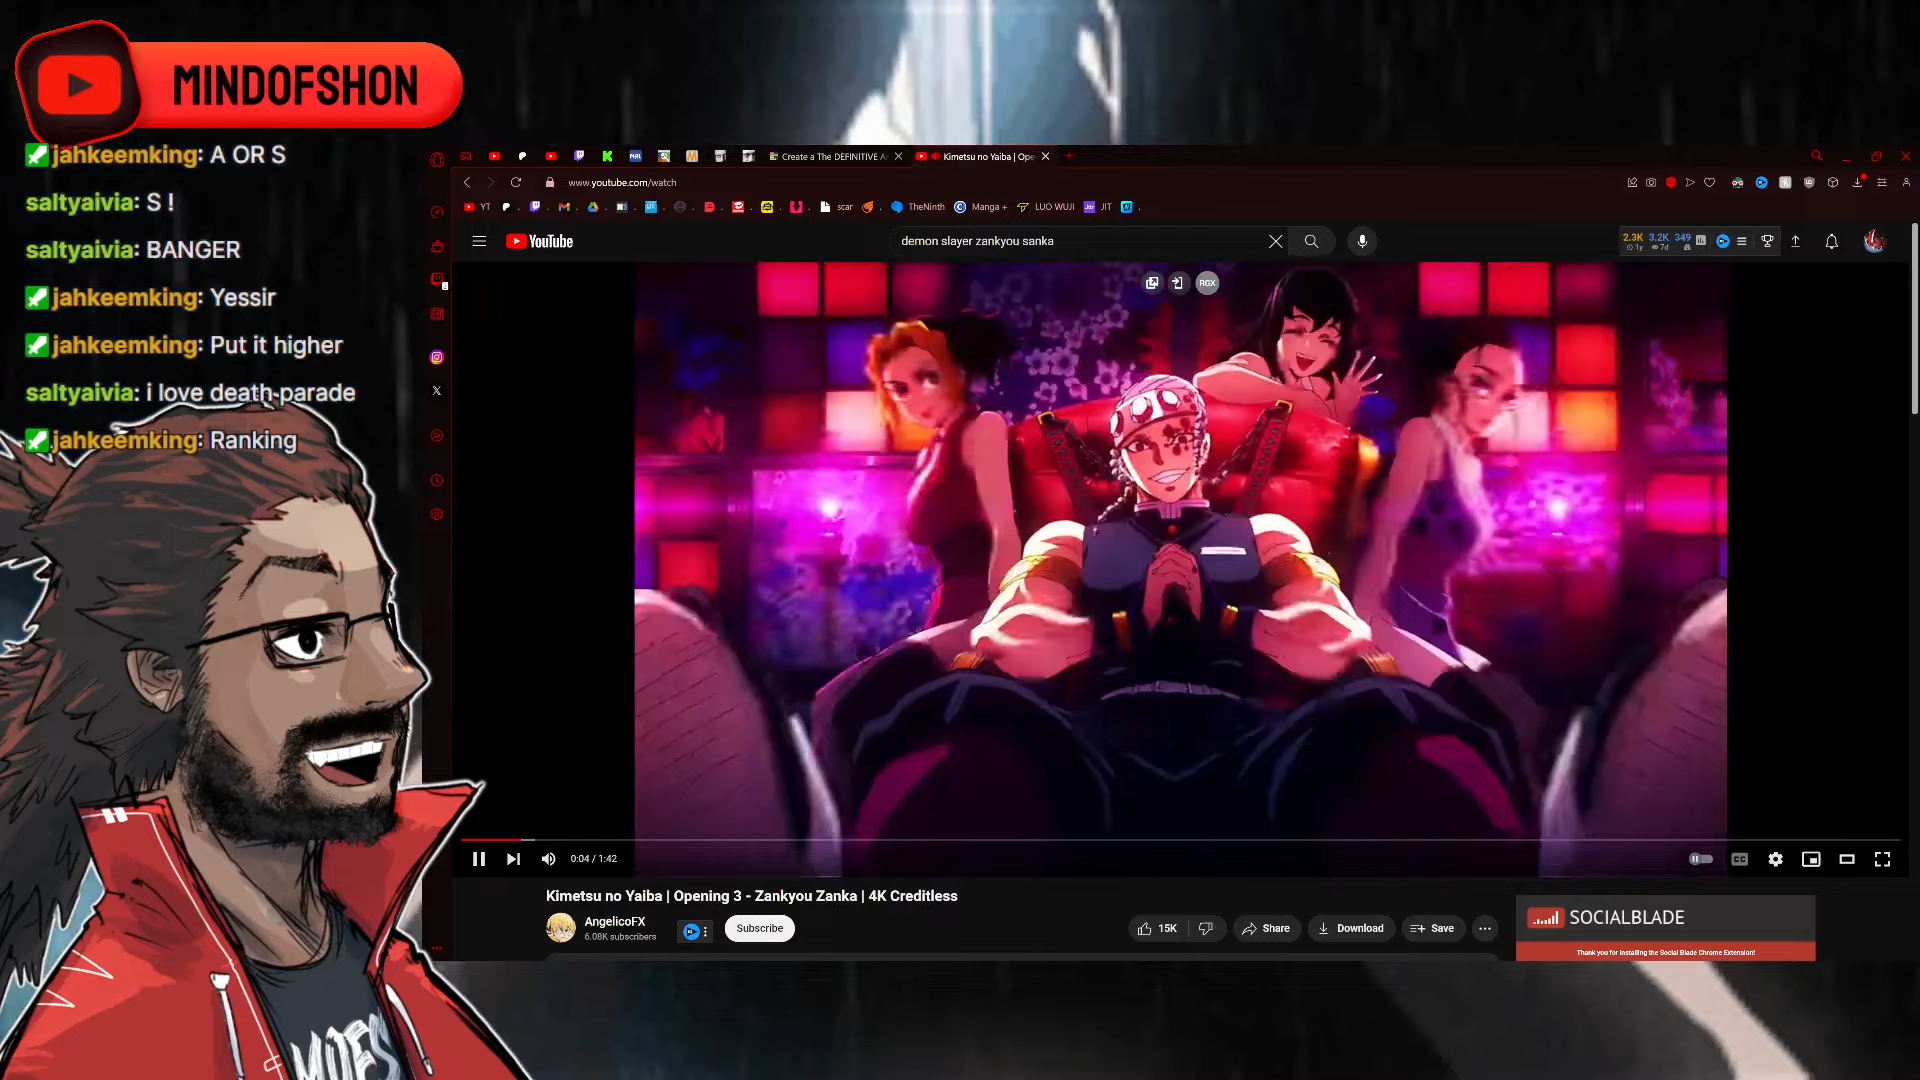 MINDOFSHON
jahkeemking: A OR S
saltyaivia: S !
saltyaivia: BANGER
jahkeemking: Yessir
jahkeemking: Put it higher
saltyaivia: i love death parade
jahkeemking: Ranking
Create a The DEFINITIVE A
Kimetsu no Yaiba | Ope
www.youtube.com/watch
YT
scar
TheNinth
Manga +
LUO WUJI
JIT
YouTube
demon slayer zankyou sanka
2.3K 3.2K 349
1y 7d
RGX
0:04 / 1:42
CC
Kimetsu no Yaiba | Opening 3 - Zankyou Zanka | 4K Creditless
AngelicoFX
6.08K subscribers
Subscribe
15K
Share
Download
Save
SOCIALBLADE
Thank you for installing the Social Blade Chrome Extension!